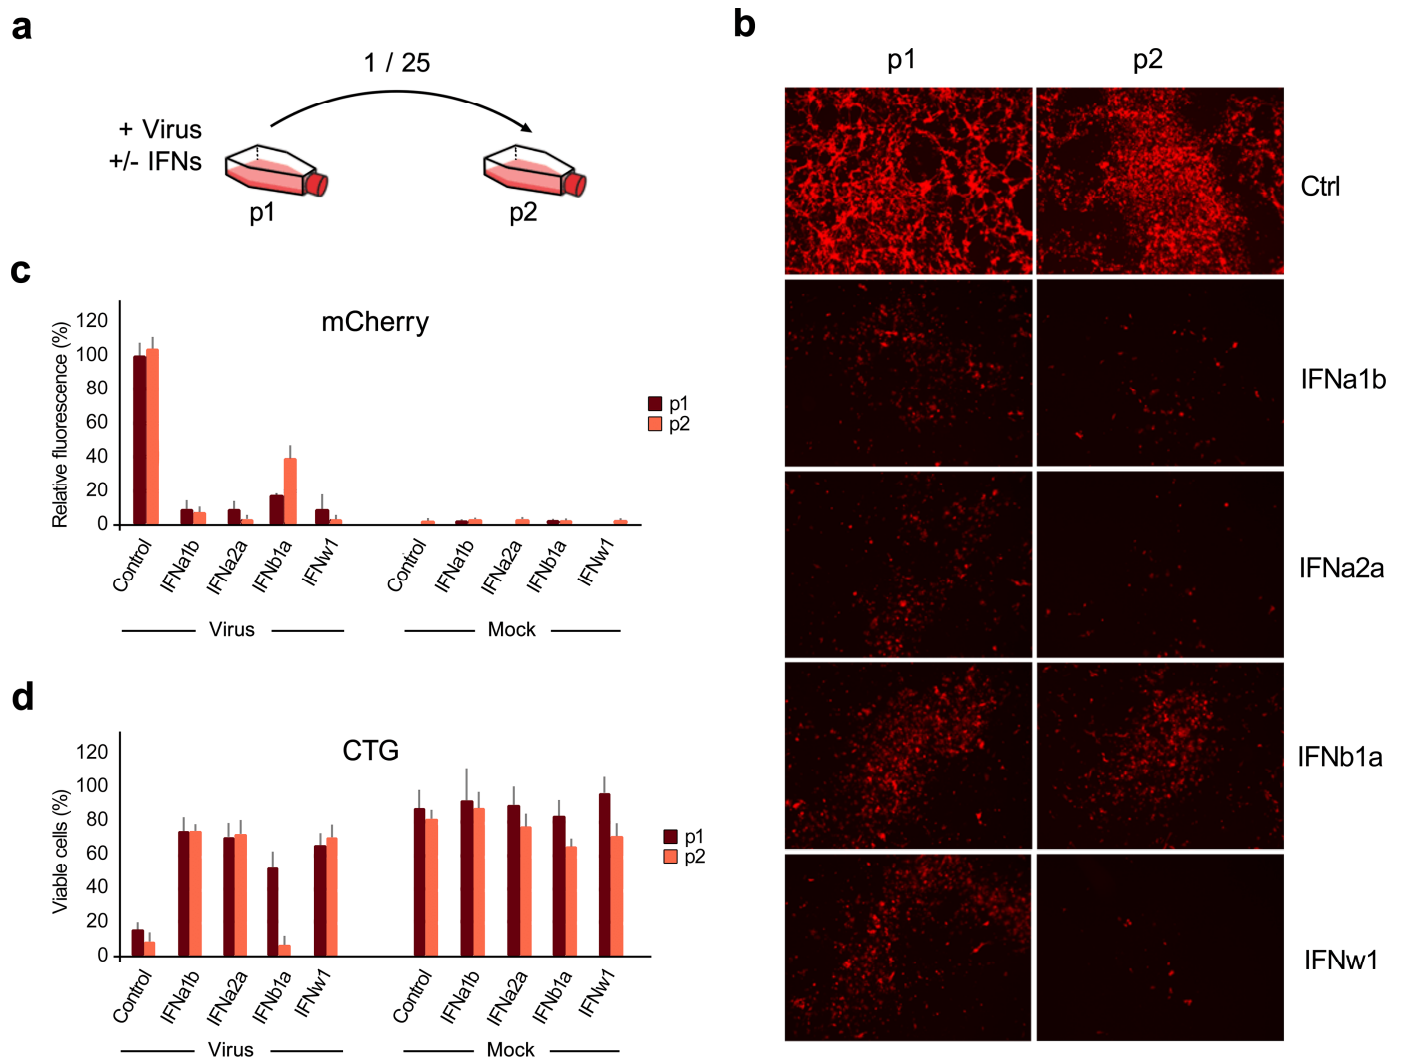 a
1 / 25
+ Virus
+/- IFNs
p1
p2
b
p1
p2
Ctrl
IFNa1b
IFNa2a
IFNb1a
IFNw1
c
mCherry
Relative fluorescence (%)
120
100
80
60
40
20
0
p1
p2
Control
IFNa1b
IFNa2a
IFNb1a
IFNw1
Control
IFNa1b
IFNa2a
IFNb1a
IFNw1
Virus
Mock
d
CTG
Viable cells (%)
120
100
80
60
40
20
0
p1
p2
Control
IFNa1b
IFNa2a
IFNb1a
IFNw1
Control
IFNa1b
IFNa2a
IFNb1a
IFNw1
Virus
Mock